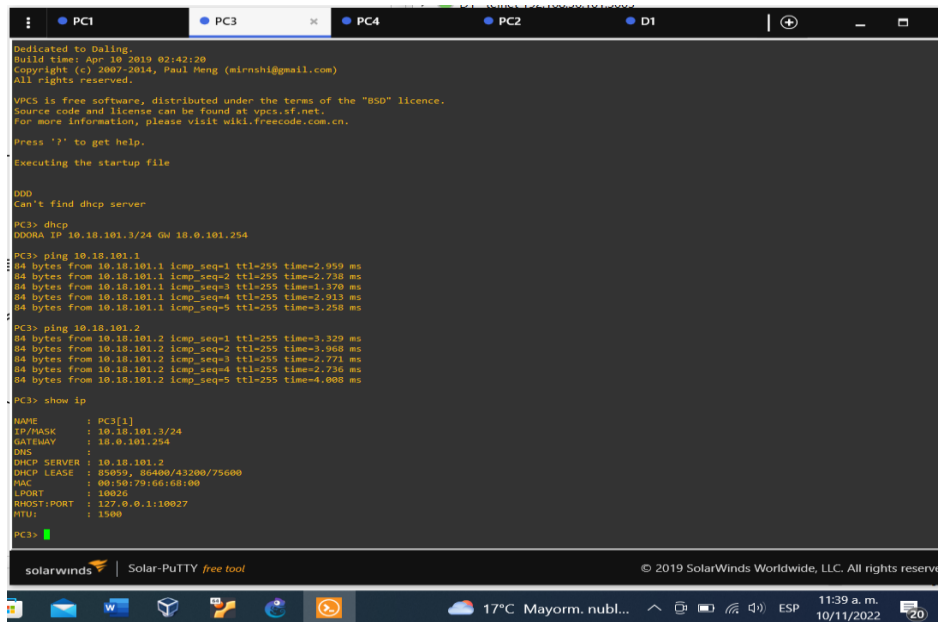 PC1 PC3 × PC4 PC2 D1
Dedicated to Daling.
Build time: Apr 10 2019 02:42:20
Copyright (c) 2007-2014, Paul Meng (mirnshi@gmail.com)
All rights reserved.
VPCS is free software, distributed under the terms of the "BSD" licence.
Source code and license can be found at vpcs.sf.net.
For more information, please visit wiki.freecode.com.cn.
Press '?' to get help.
Executing the startup file
DDD
Can't find dhcp server
PC3> dhcp
DDORA IP 10.18.101.3/24 GW 18.0.101.254
PC3> ping 10.18.101.1
84 bytes from 10.18.101.1 icmp_seq=1 ttl=255 time=2.959 ms
84 bytes from 10.18.101.1 icmp_seq=2 ttl=255 time=2.738 ms
84 bytes from 10.18.101.1 icmp_seq=3 ttl=255 time=1.370 ms
84 bytes from 10.18.101.1 icmp_seq=4 ttl=255 time=2.913 ms
84 bytes from 10.18.101.1 icmp_seq=5 ttl=255 time=3.258 ms
PC3> ping 10.18.101.2
84 bytes from 10.18.101.2 icmp_seq=1 ttl=255 time=3.329 ms
84 bytes from 10.18.101.2 icmp_seq=2 ttl=255 time=3.968 ms
84 bytes from 10.18.101.2 icmp_seq=3 ttl=255 time=2.771 ms
84 bytes from 10.18.101.2 icmp_seq=4 ttl=255 time=2.736 ms
84 bytes from 10.18.101.2 icmp_seq=5 ttl=255 time=4.008 ms
PC3> show ip
NAME : PC3[1]
IP/MASK : 10.18.101.3/24
GATEWAY : 18.0.101.254
DNS :
DHCP SERVER : 10.18.101.2
DHCP LEASE : 85059, 86400/43200/75600
MAC : 00:50:79:66:68:00
LPORT : 10026
RHOST:PORT : 127.0.0.1:10027
MTU: : 1500
PC3>
solarwinds | Solar-PuTTY free tool © 2019 SolarWinds Worldwide, LLC. All rights reserve
17°C Mayorm. nubl... ESP 11:39 a. m.
10/11/2022 20